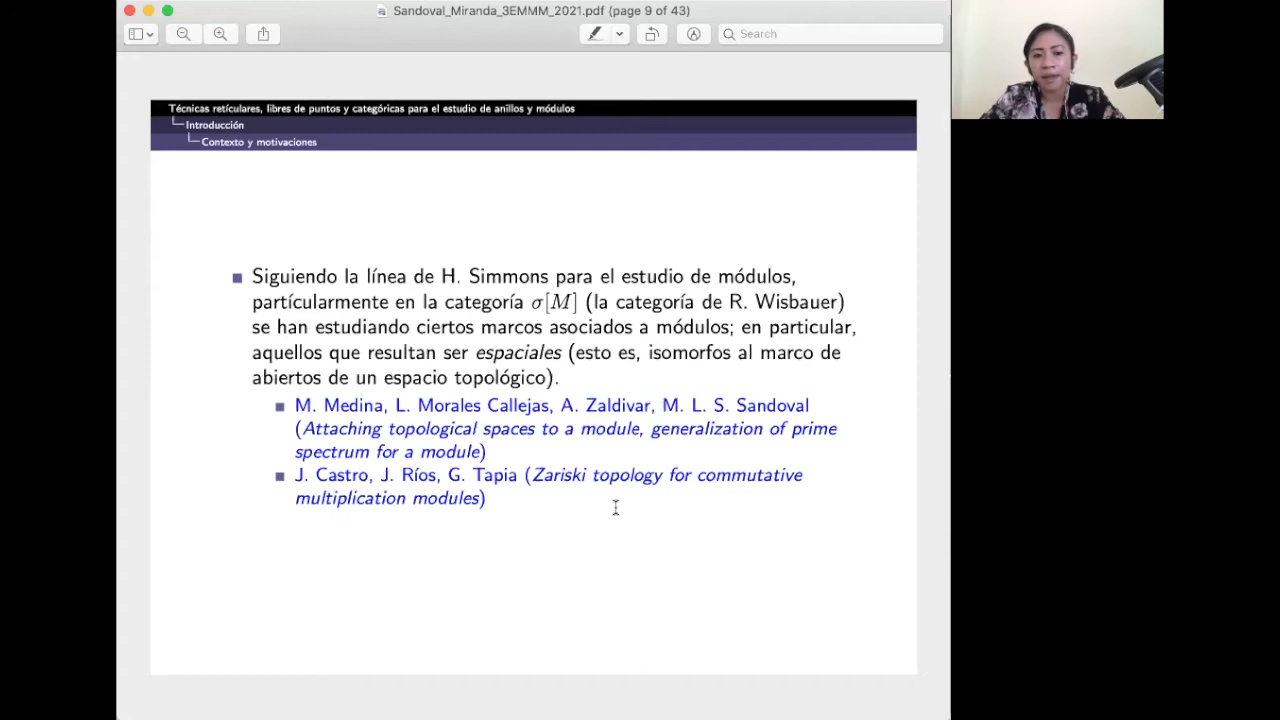 Sandoval_Miranda_3EMMM_2021.pdf (page 9 of 43)
Search
Técnicas retículares, libres de puntos y categóricas para el estudio de anillos y módulos
Introducción
Contexto y motivaciones
Siguiendo la línea de H. Simmons para el estudio de módulos,
partícularmente en la categoría σ[M] (la categoría de R. Wisbauer)
se han estudiando ciertos marcos asociados a módulos; en particular,
aquellos que resultan ser espaciales (esto es, isomorfos al marco de
abiertos de un espacio topológico).
M. Medina, L. Morales Callejas, A. Zaldivar, M. L. S. Sandoval
(Attaching topological spaces to a module, generalization of prime
spectrum for a module)
J. Castro, J. Ríos, G. Tapia (Zariski topology for commutative
multiplication modules)